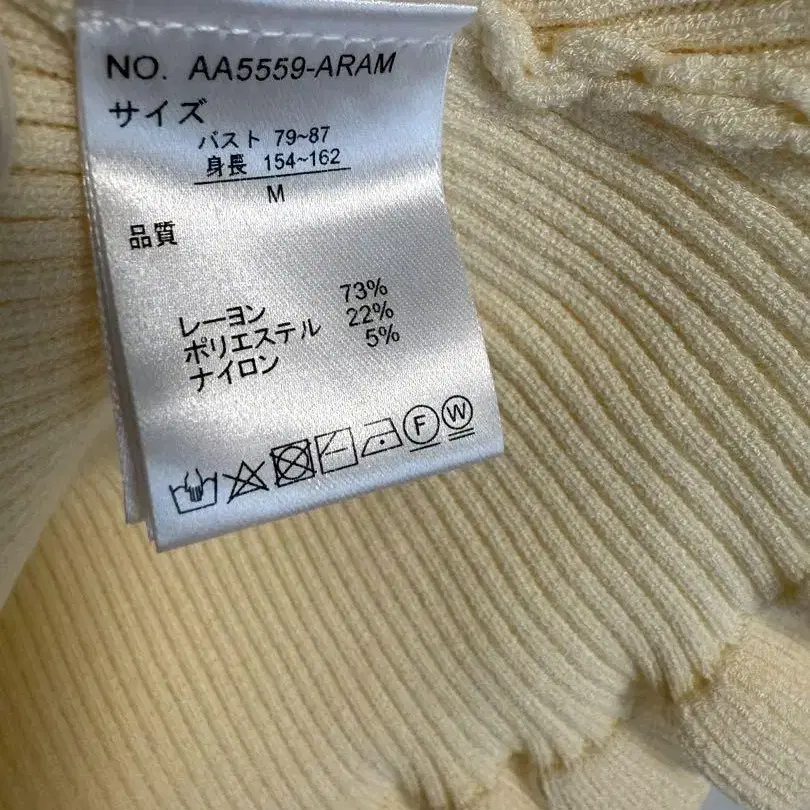 NO. AA5559-ARAM
サイズ
バスト 79~87
身長 154~162
M
品質
レーヨン 73%
ポリエステル 22%
ナイロン 5%
F W